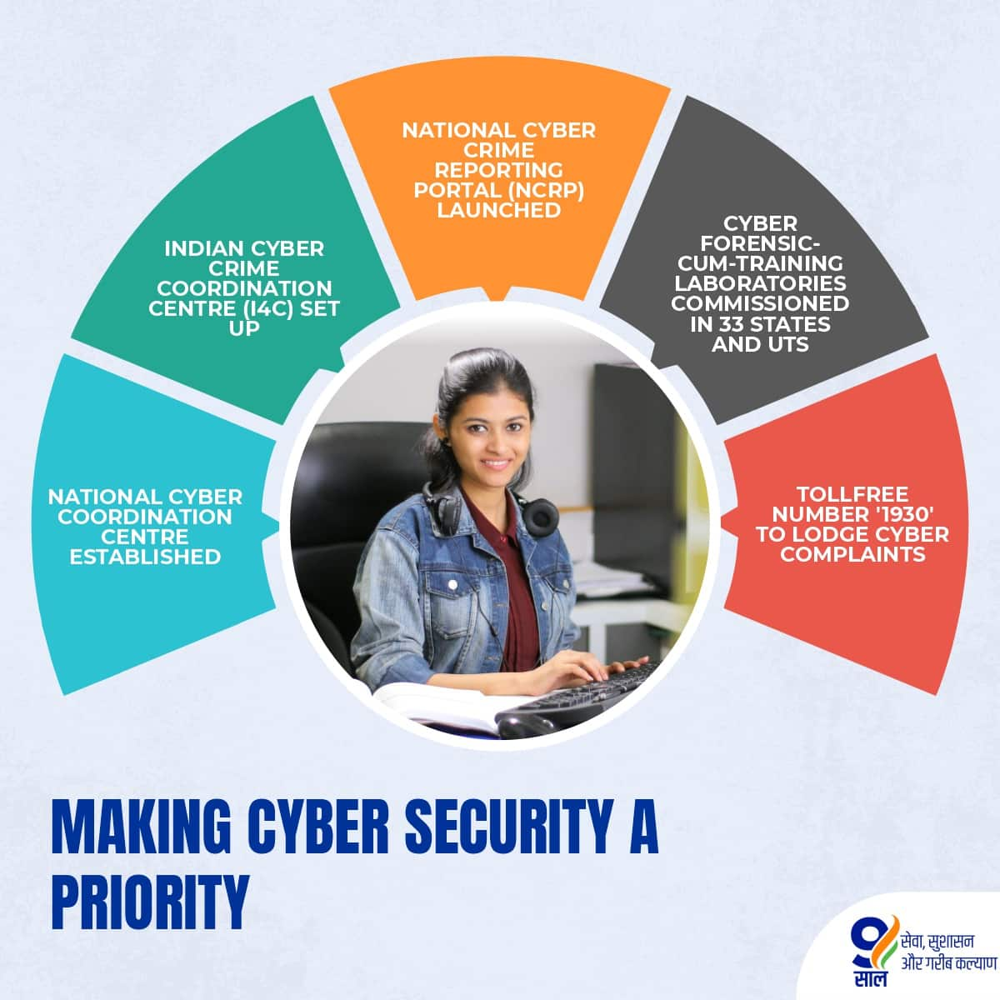 NATIONAL CYBER
CRIME
REPORTING
PORTAL (NCRP)
LAUNCHED
INDIAN CYBER
CRIME
COORDINATION
CENTRE (I4C) SET
UP
CYBER
FORENSIC-
CUM-TRAINING
LABORATORIES
COMMISSIONED
IN 33 STATES
AND UTS
NATIONAL CYBER
COORDINATION
CENTRE
ESTABLISHED
TOLLFREE
NUMBER '1930'
TO LODGE CYBER
COMPLAINTS
MAKING CYBER SECURITY A
PRIORITY
9
साल
सेवा, सुशासन
और गरीब कल्याण